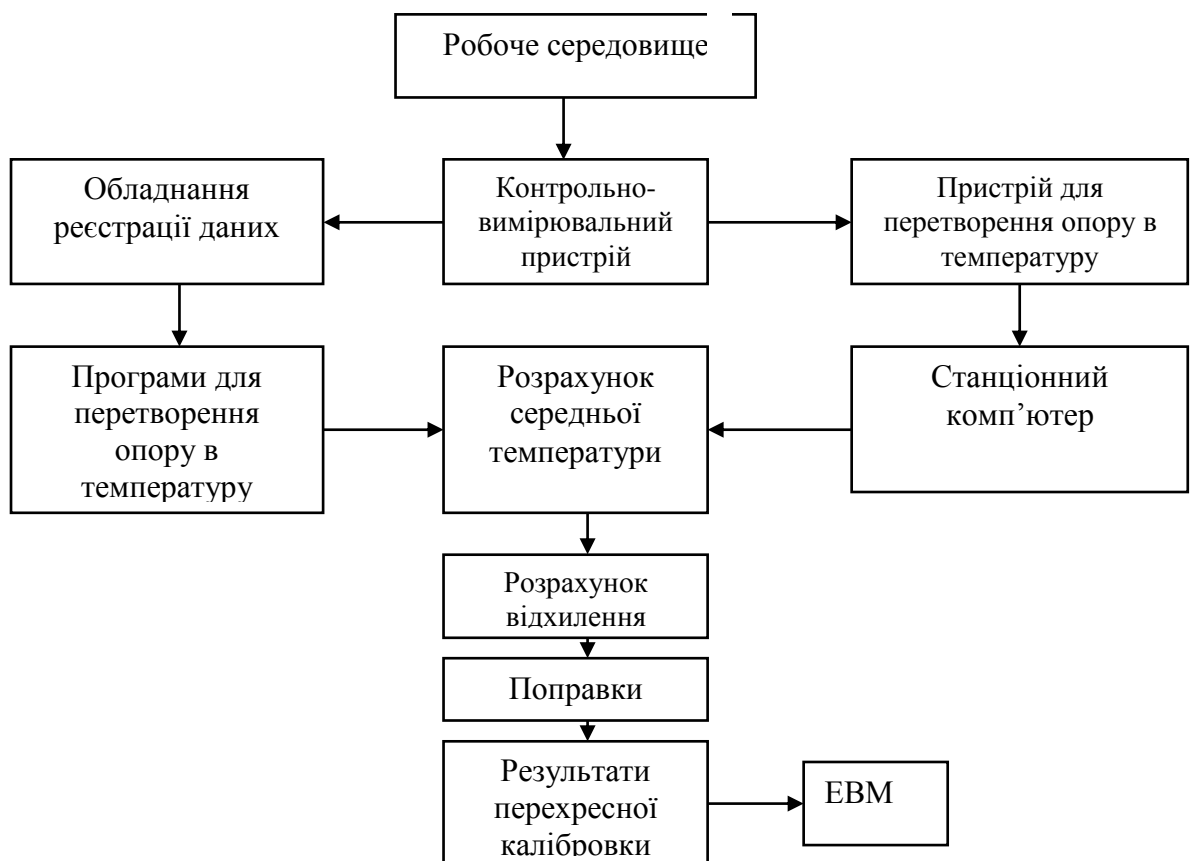 Робоче середовище
Обладнання
реєстрації даних
Контрольно-
вимірювальний
пристрій
Пристрій для
перетворення опору в
температуру
Програми для
перетворення
опору в
температуру
Розрахунок
середньої
температури
Станціонний
комп’ютер
Розрахунок
відхилення
Поправки
Результати
перехресної
калібровки
ЕВМ